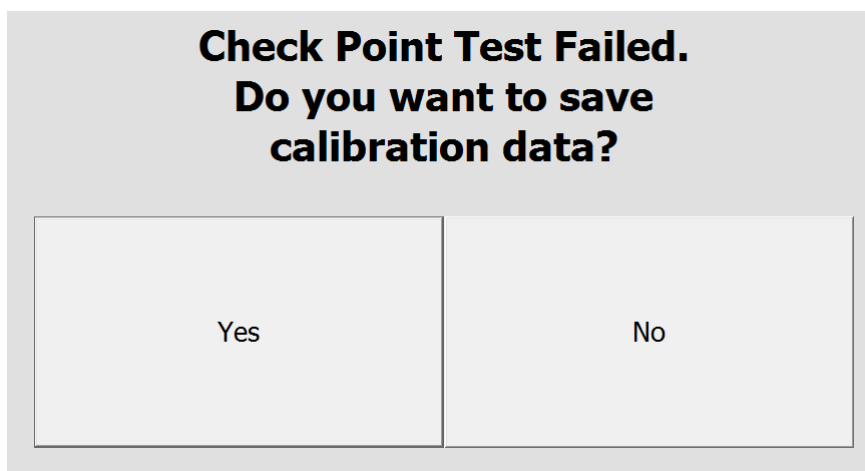 Check Point Test Failed.
Do you want to save
calibration data?
Yes
No